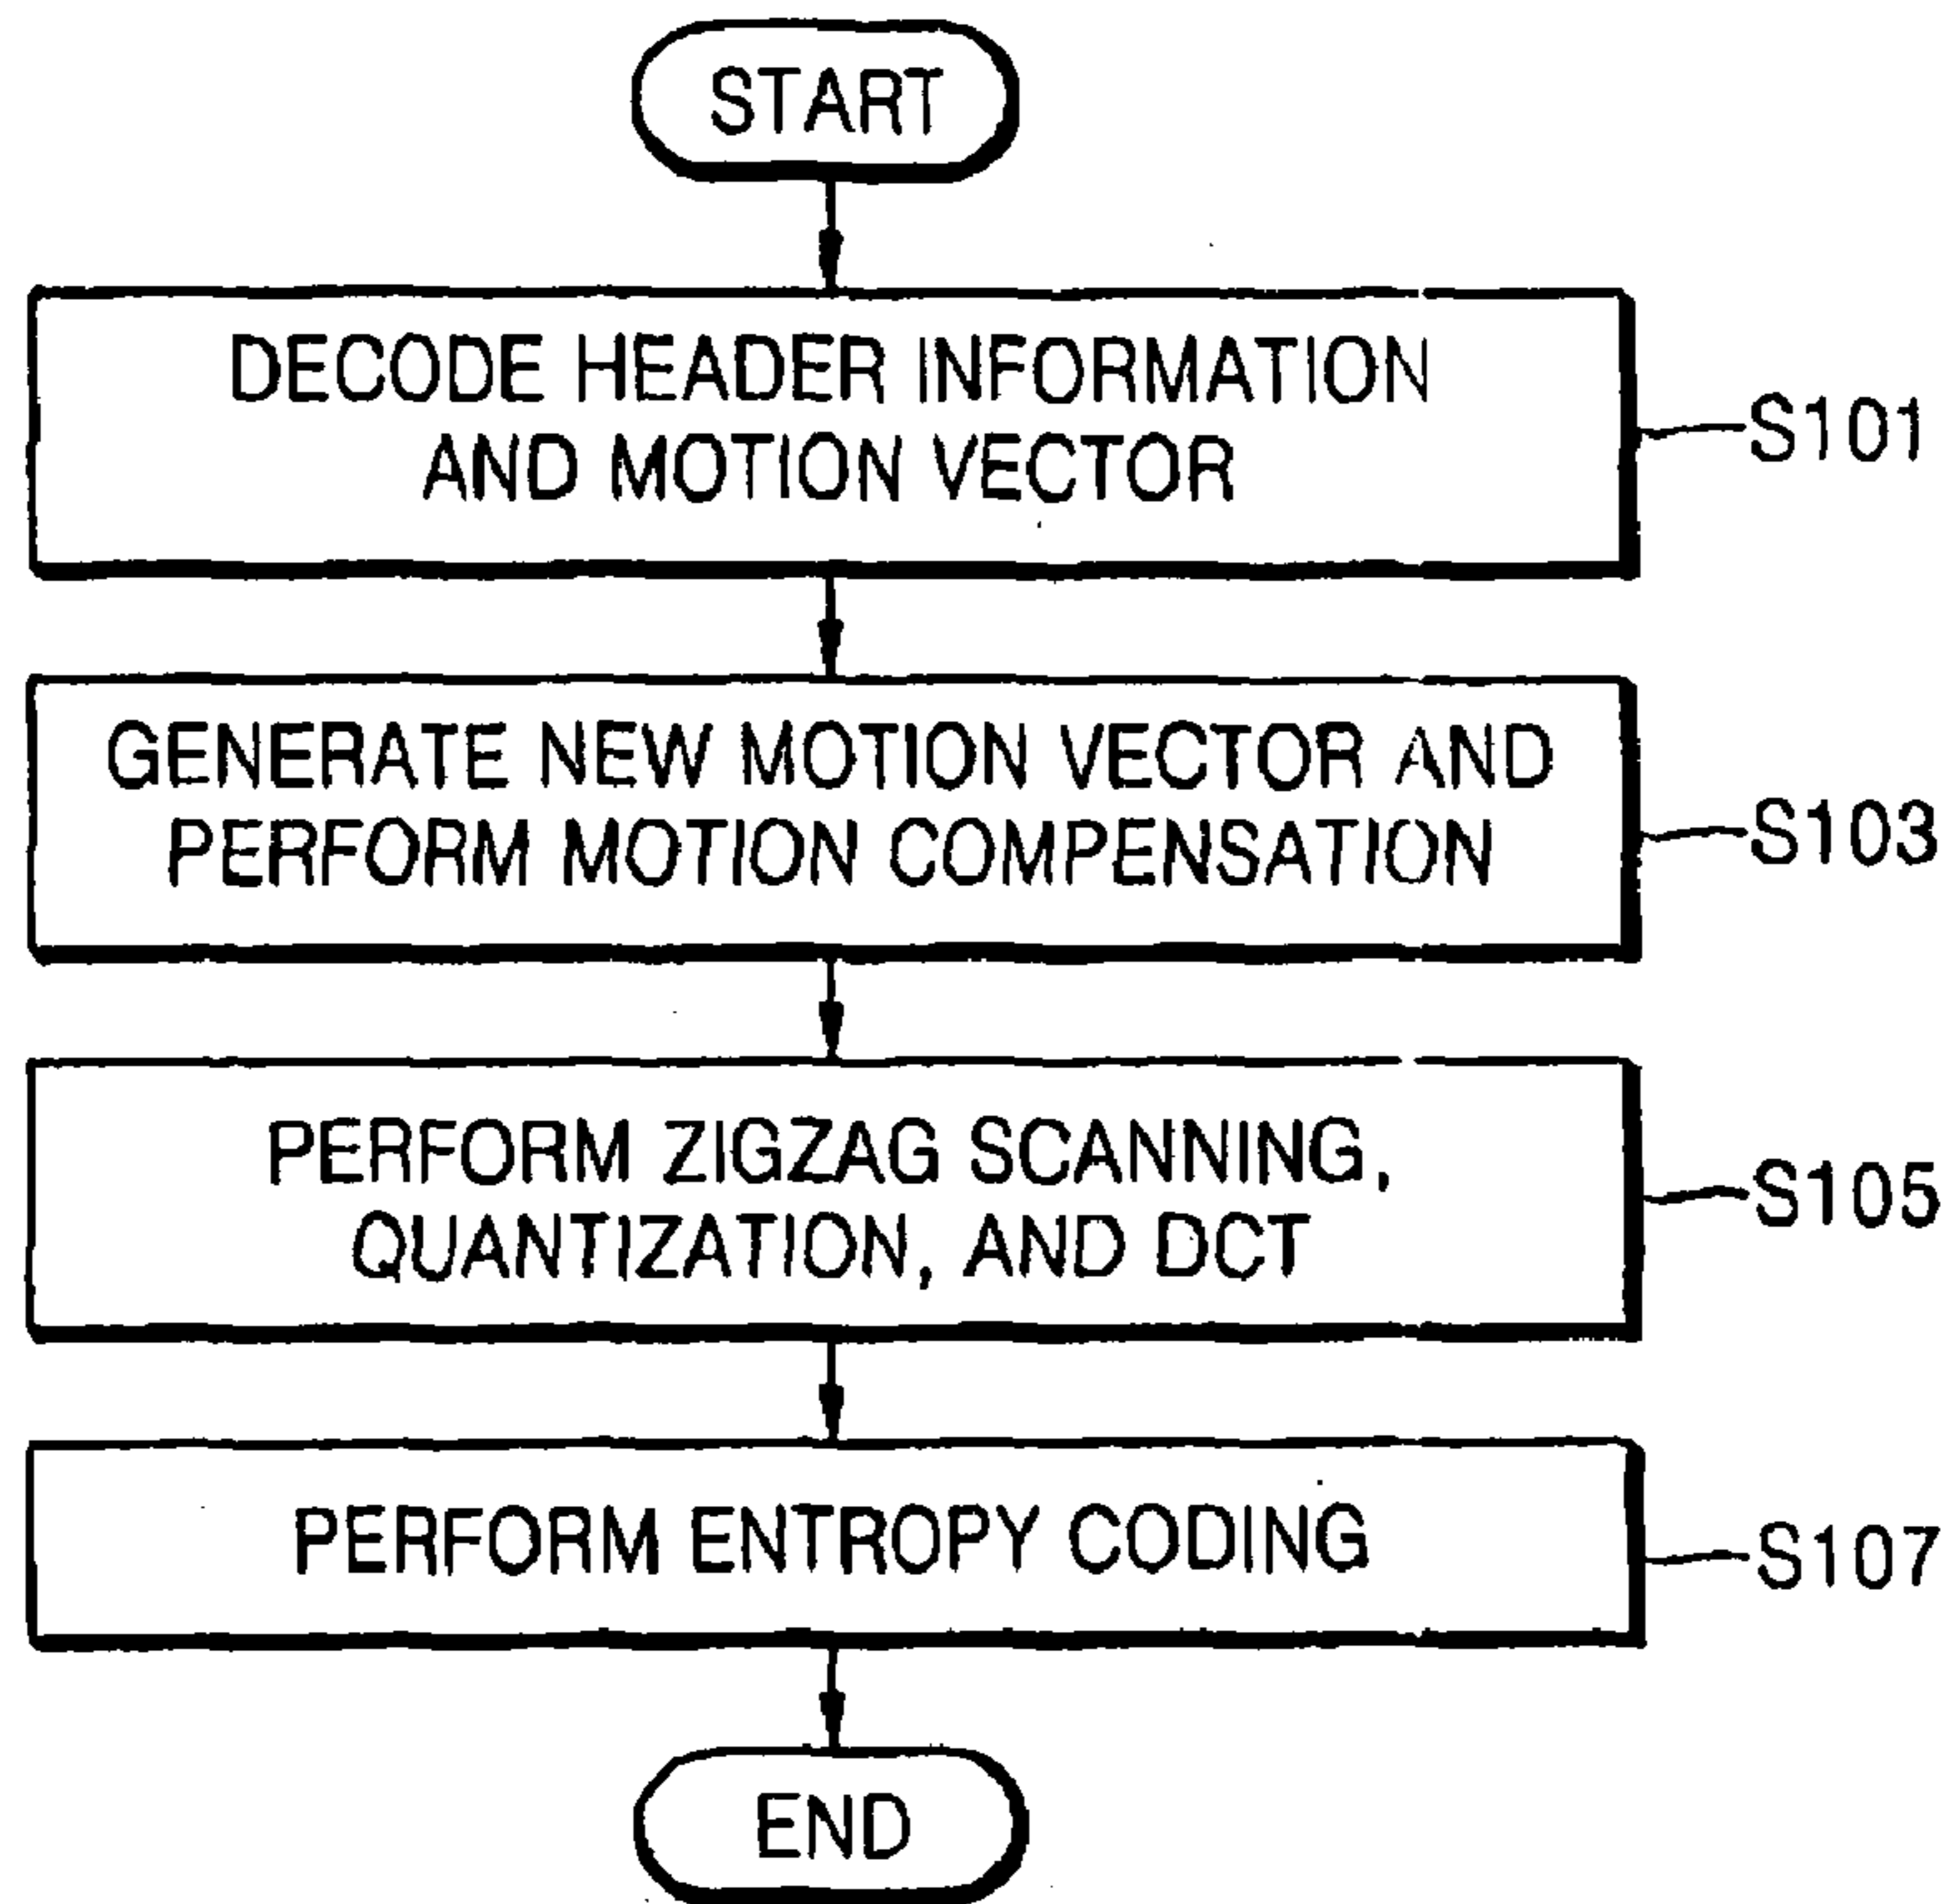 START
DECODE HEADER INFORMATION
AND MOTION VECTOR
S101
GENERATE NEW MOTION VECTOR AND
PERFORM MOTION COMPENSATION
S103
PERFORM ZIGZAG SCANNING,
QUANTIZATION, AND DCT
S105
PERFORM ENTROPY CODING
S107
END